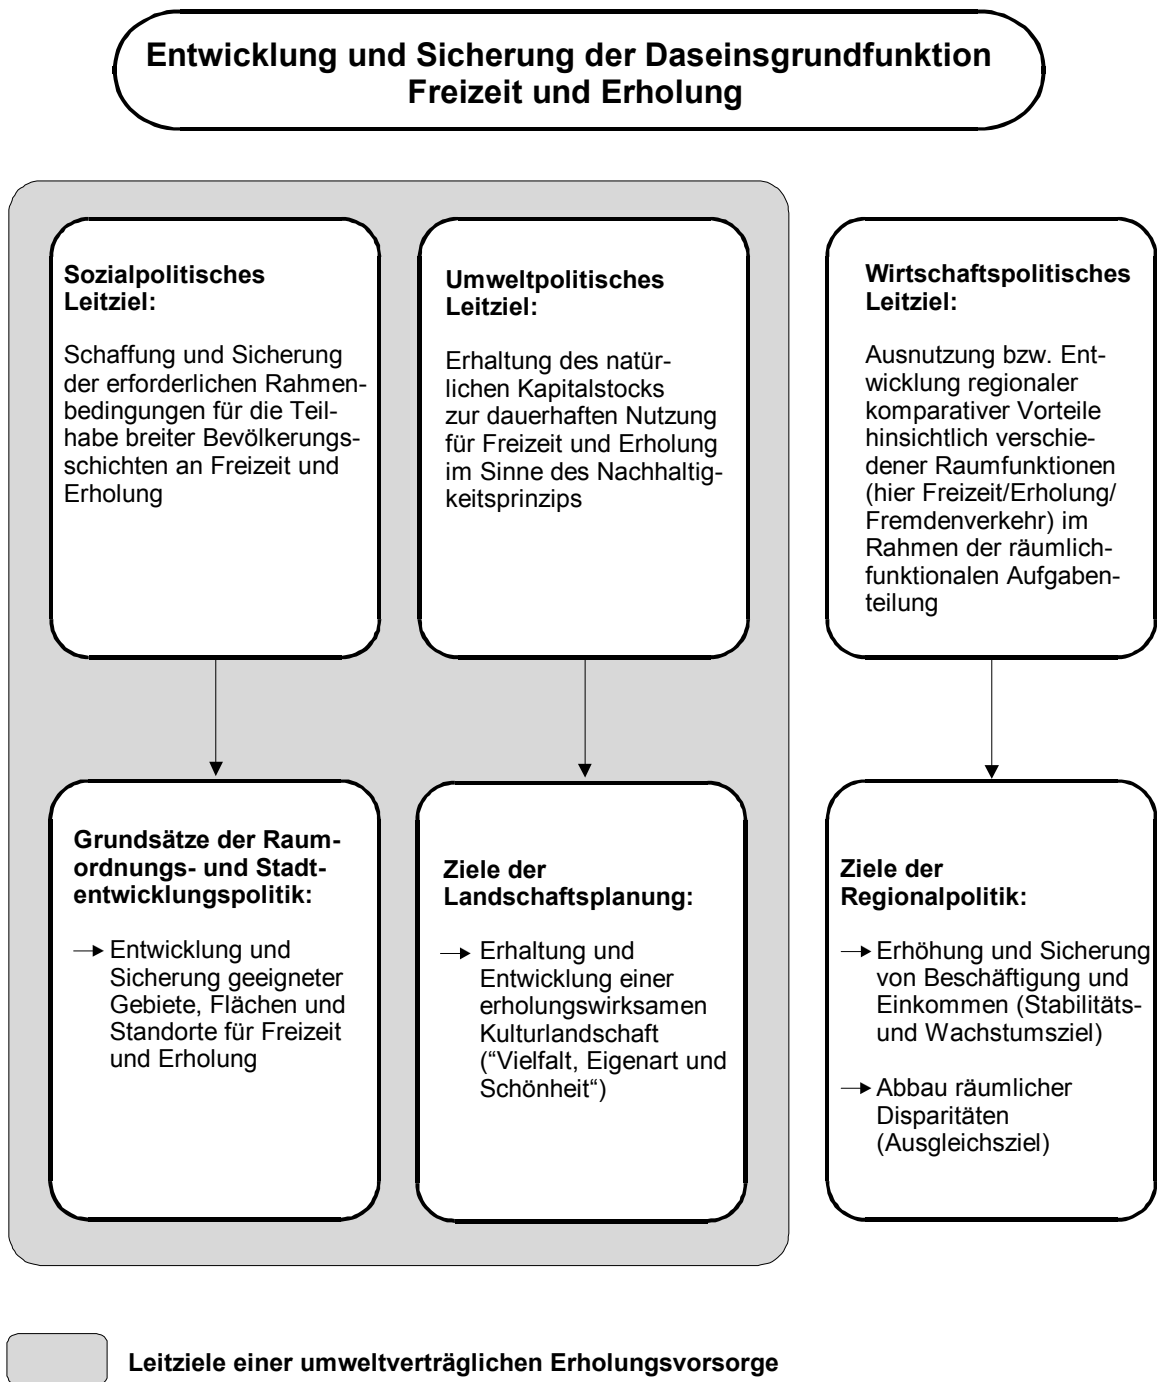 Entwicklung und Sicherung der Daseinsgrundfunktion
Freizeit und Erholung
Sozialpolitisches
Leitziel:
Schaffung und Sicherung
der erforderlichen Rahmen-
bedingungen für die Teil-
habe breiter Bevölkerungs-
schichten an Freizeit und
Erholung
Umweltpolitisches
Leitziel:
Erhaltung des natür-
lichen Kapitalstocks
zur dauerhaften Nutzung
für Freizeit und Erholung
im Sinne des Nachhaltig-
keitsprinzips
Wirtschaftspolitisches
Leitziel:
Ausnutzung bzw. Ent-
wicklung regionaler
komparativer Vorteile
hinsichtlich verschie-
dener Raumfunktionen
(hier Freizeit/Erholung/
Fremdenverkehr) im
Rahmen der räumlich-
funktionalen Aufgaben-
teilung
Grundsätze der Raum-
ordnungs- und Stadt-
entwicklungspolitik:
Entwicklung und
Sicherung geeigneter
Gebiete, Flächen und
Standorte für Freizeit
und Erholung
Ziele der
Landschaftsplanung:
Erhaltung und
Entwicklung einer
erholungswirksamen
Kulturlandschaft
(“Vielfalt, Eigenart und
Schönheit“)
Ziele der
Regionalpolitik:
Erhöhung und Sicherung
von Beschäftigung und
Einkommen (Stabilitäts-
und Wachstumsziel)
Abbau räumlicher
Disparitäten
(Ausgleichsziel)
Leitziele einer umweltverträglichen Erholungsvorsorge